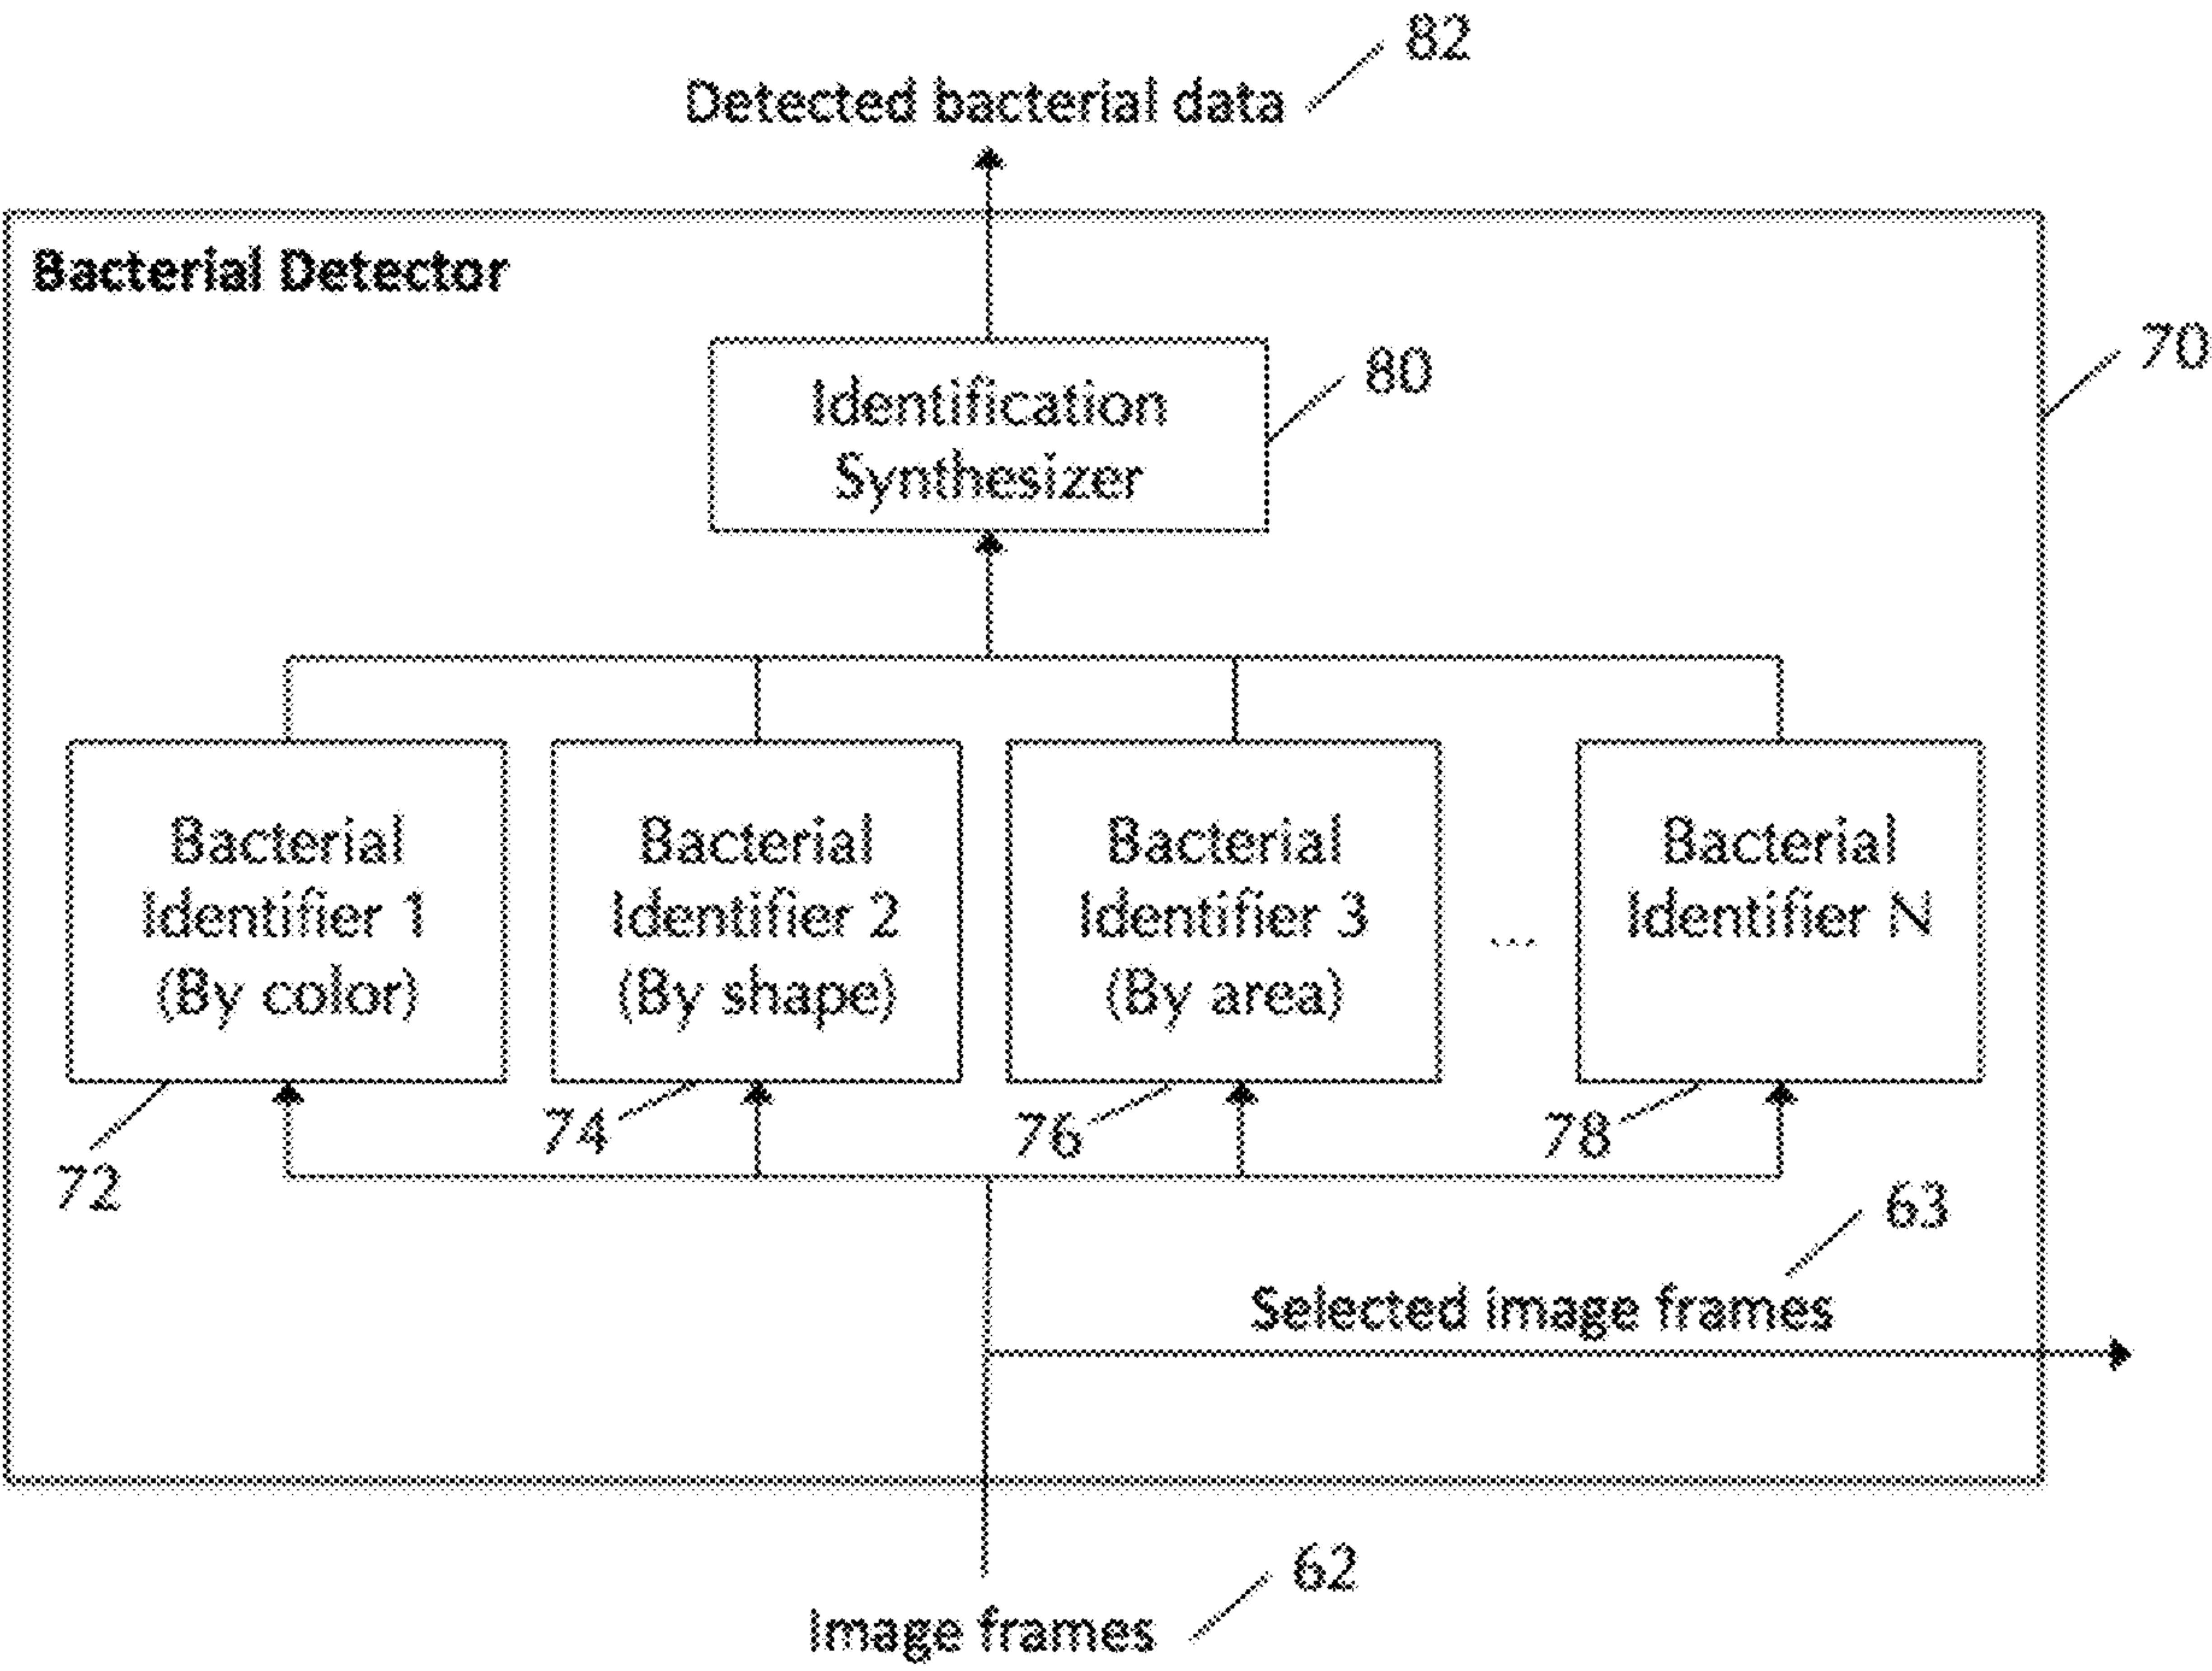 82
Detected bacterial data
Bacterial Detector
70
80
Identification
Synthesizer
Bacterial
Identifier 1
(By color)
Bacterial
Identifier 2
(By shape)
Bacterial
Identifier 3
(By area)
...
Bacterial
Identifier N
72
74
76
78
63
Selected image frames
62
Image frames